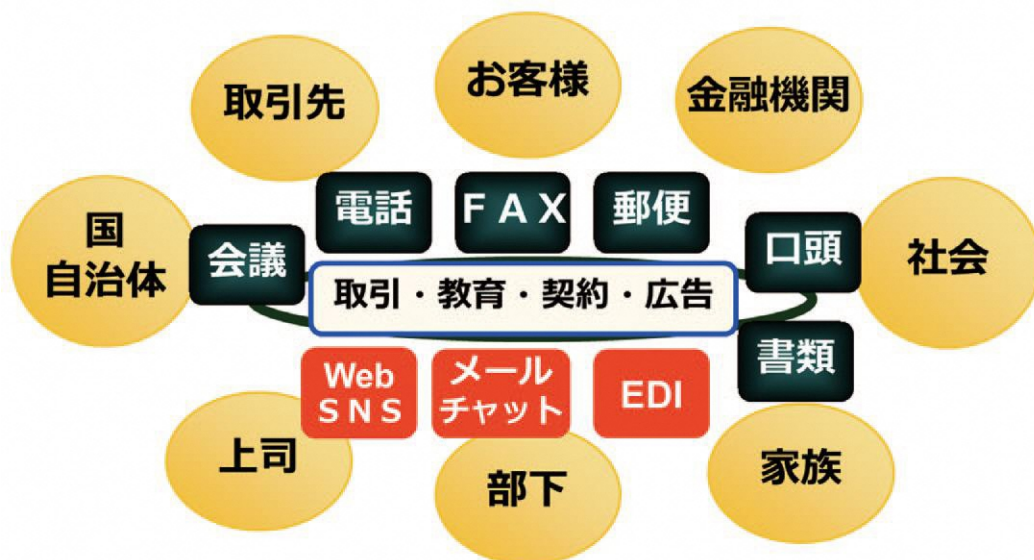 お客様
取引先
金融機関
電話
ＦＡＸ
郵便
国
自治体
会議
口頭
社会
取引・教育・契約・広告
書類
Web
ＳＮＳ
メール
チャット
EDI
上司
部下
家族